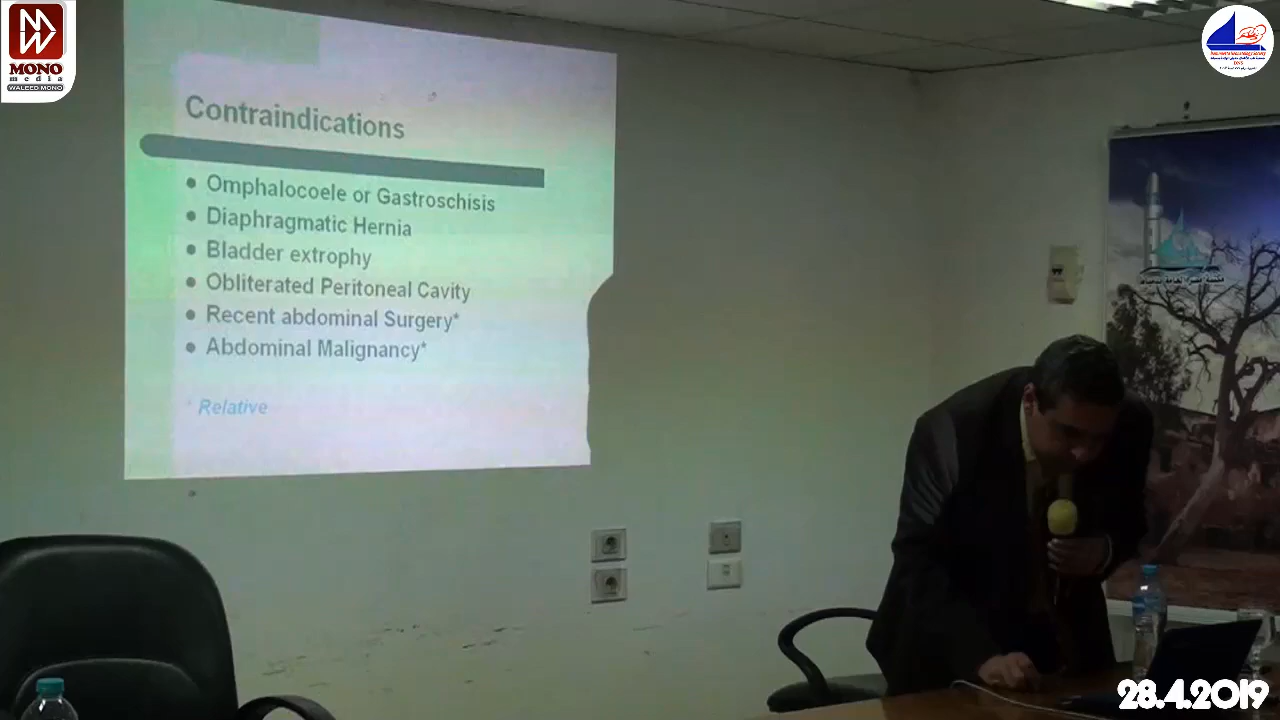 MONO
media
WALEED MONO
DNS
Contraindications
Omphalocoele or Gastroschisis
Diaphragmatic Hernia
Bladder extrophy
Obliterated Peritoneal Cavity
Recent abdominal Surgery*
Abdominal Malignancy*
* Relative
28.4.2019